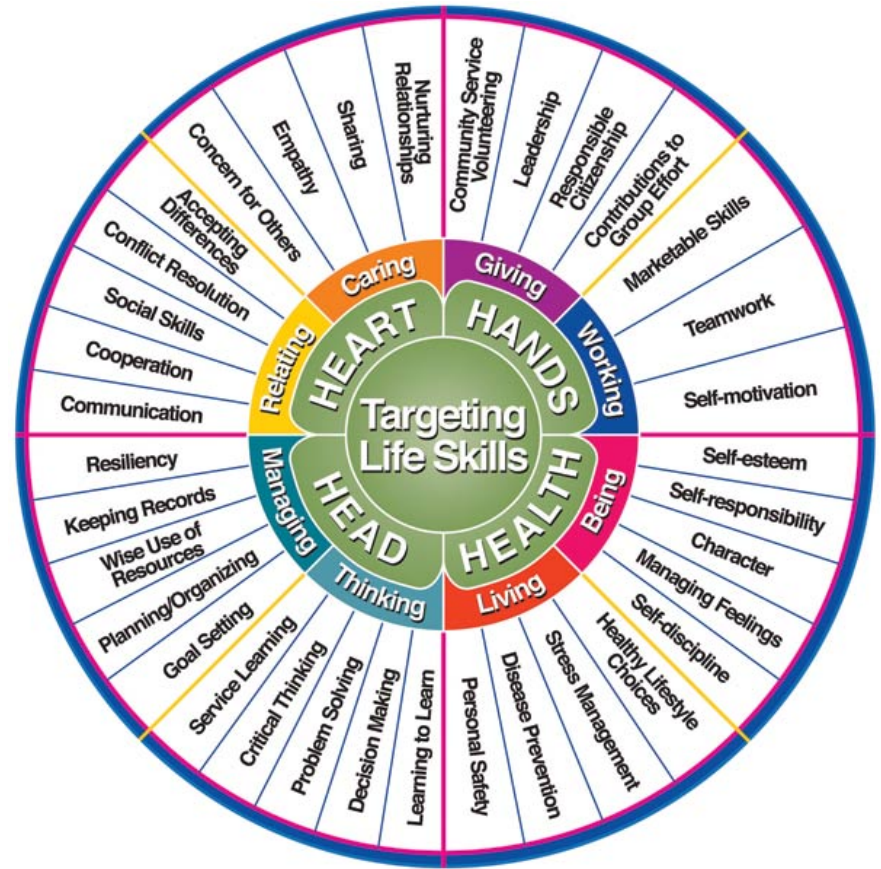 Targeting
Life Skills
HEART
HANDS
HEALTH
HEAD
Caring
Giving
Working
Being
Living
Thinking
Managing
Relating
Concern for Others
Empathy
Sharing
Nurturing
Relationships
Community Service
Volunteering
Leadership
Responsible
Citizenship
Contributions to
Group Effort
Marketable Skills
Teamwork
Self-motivation
Self-esteem
Self-responsibility
Character
Managing Feelings
Self-discipline
Healthy Lifestyle
Choices
Stress Management
Disease Prevention
Personal Safety
Learning to Learn
Decision Making
Problem Solving
Critical Thinking
Service Learning
Goal Setting
Planning/Organizing
Wise Use of
Resources
Keeping Records
Resiliency
Communication
Cooperation
Social Skills
Conflict Resolution
Accepting
Differences